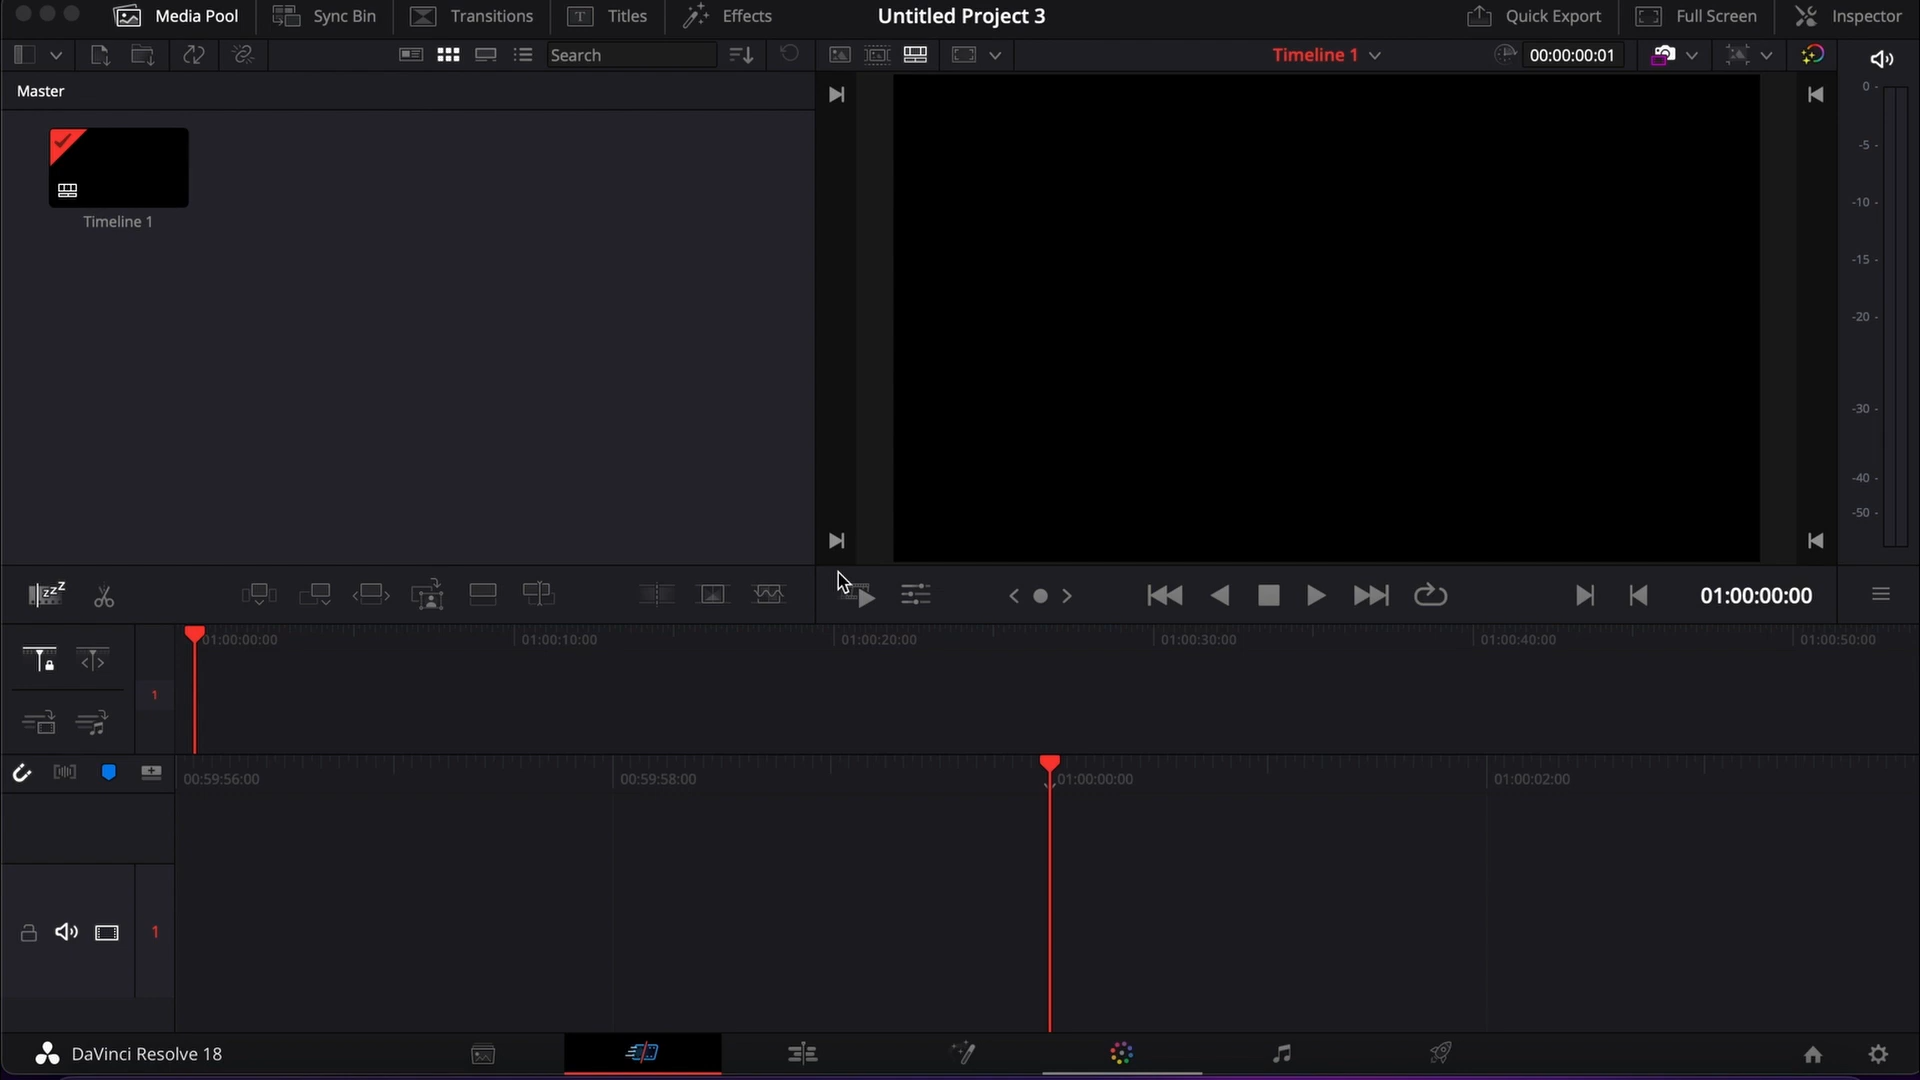 Media Pool
Sync Bin
Transitions
Titles
Effects
Untitled Project 3
Quick Export
Full Screen
Inspector
Search
Timeline 1
00:00:00:01
Master
Timeline 1
0
-5
-10
-15
-20
-30
-40
-50
01:00:00:00
01:00:00:00
01:00:10:00
01:00:20:00
01:00:30:00
01:00:40:00
01:00:50:00
1
00:59:56:00
00:59:58:00
01:00:00:00
01:00:02:00
1
DaVinci Resolve 18